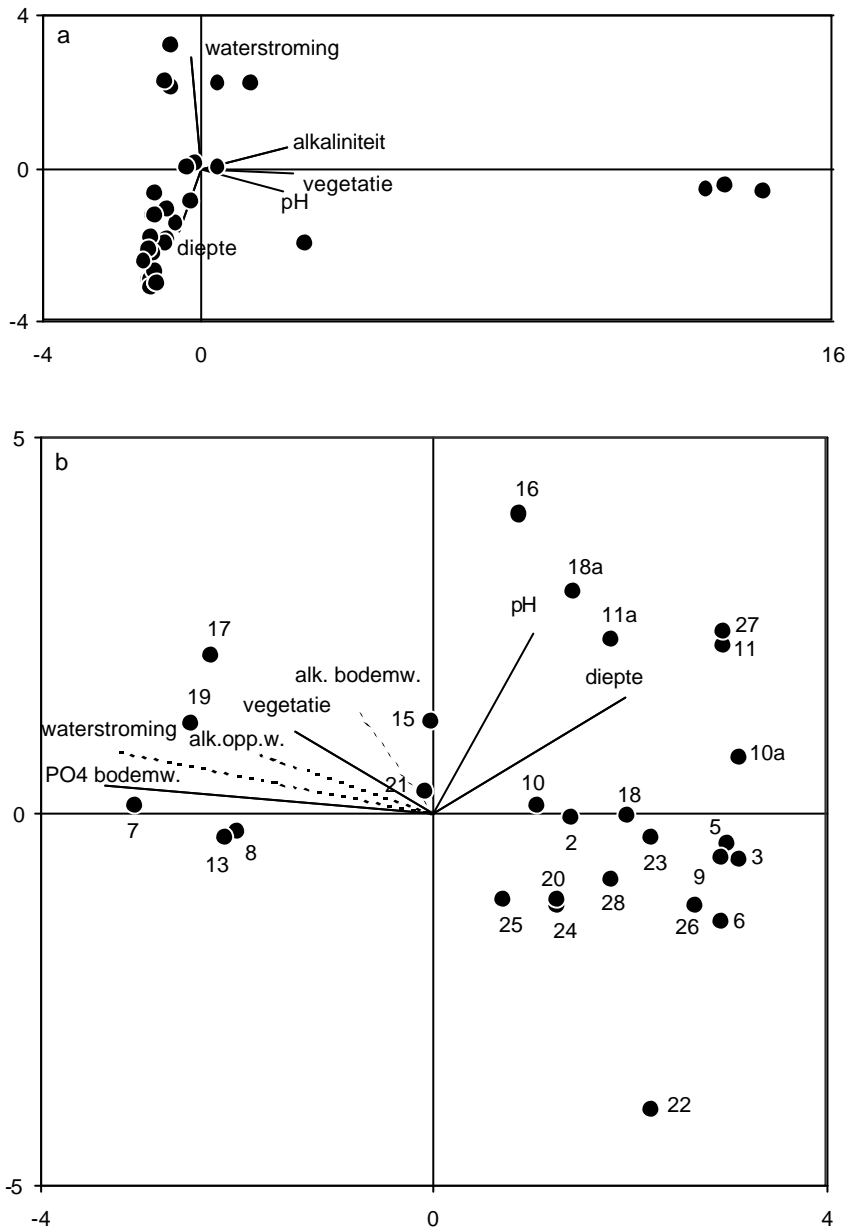 4
a
waterstroming
alkaliniteit
0
vegetatie
pH
diepte
-4
-4 0 16
5
b
16
18a
pH
11a
27
11
17
alk. bodemw.
diepte
19
vegetatie
15
waterstroming
alk.opp.w.
10a
PO4 bodemw.
21
10
18
0
7
13
8
2
23
5
3
9
20
28
25
24
26
6
22
-5
-4 0 4